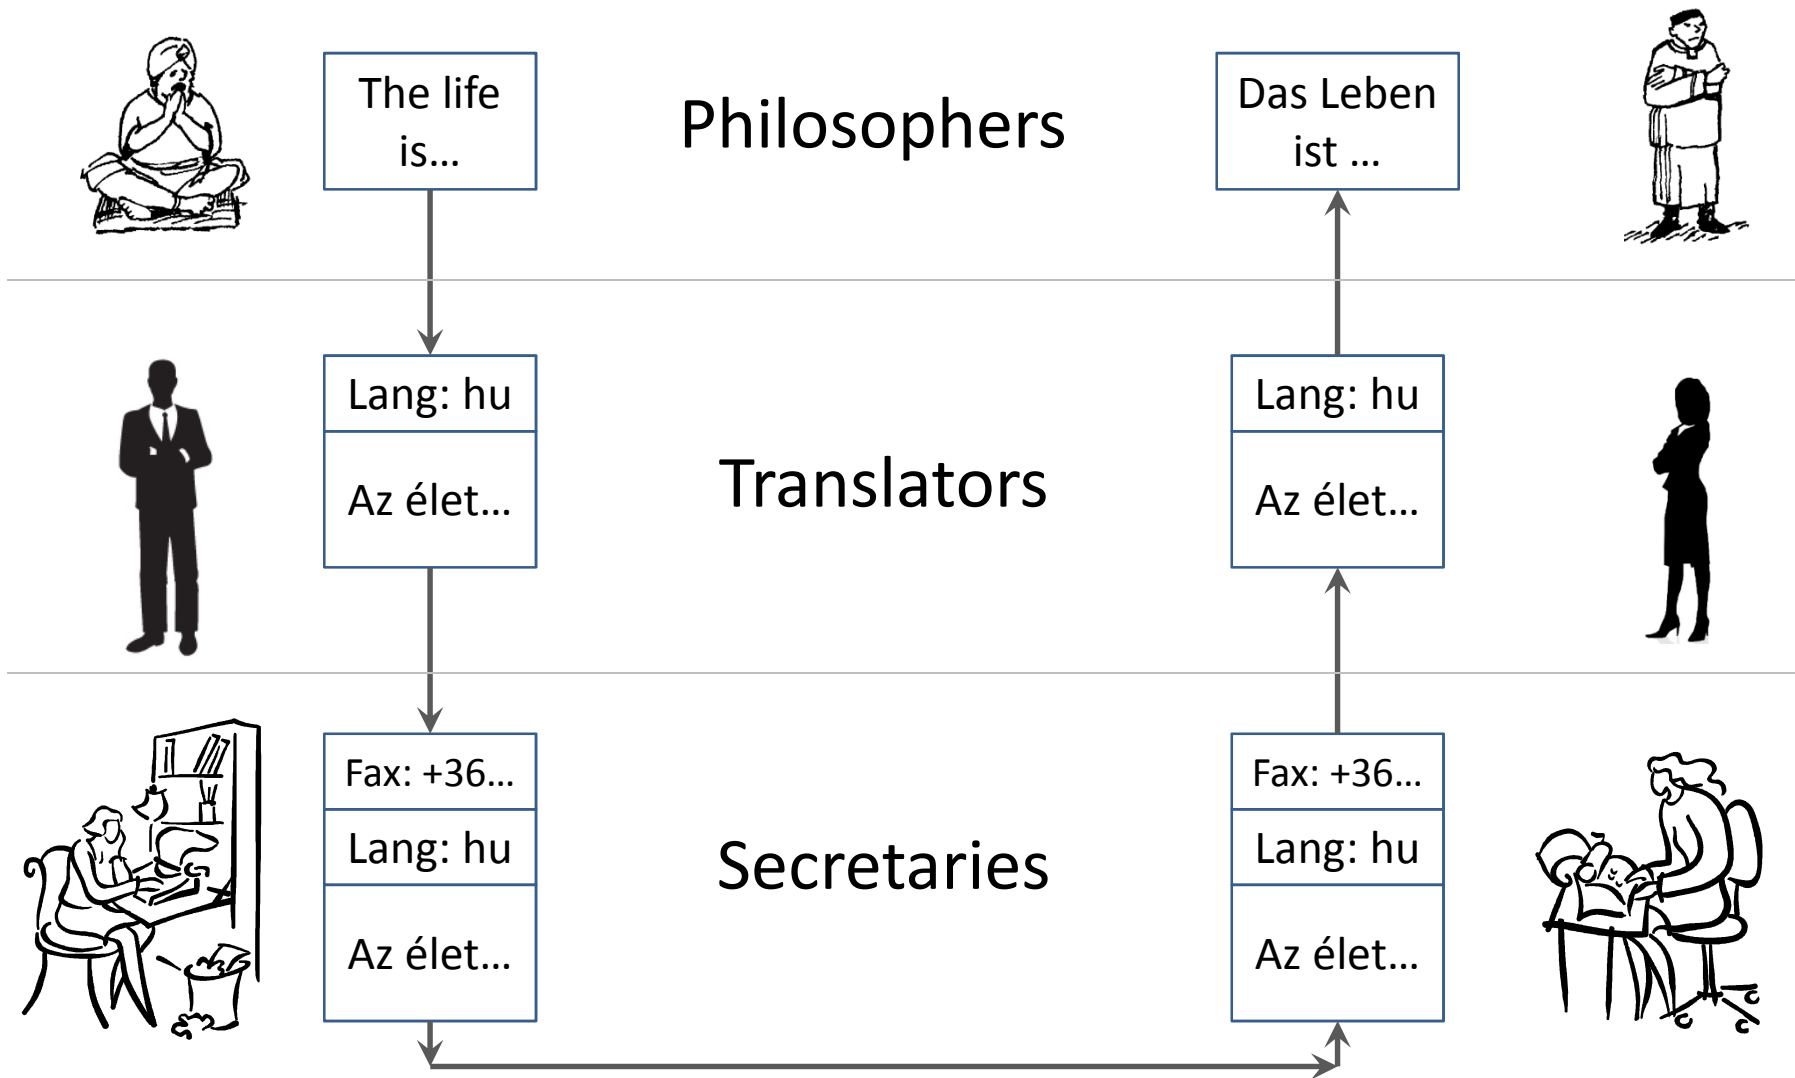 The life
is...
Philosophers
Das Leben
ist ...
Lang: hu
Az élet...
Translators
Lang: hu
Az élet...
Fax: +36...
Lang: hu
Az élet...
Secretaries
Fax: +36...
Lang: hu
Az élet...